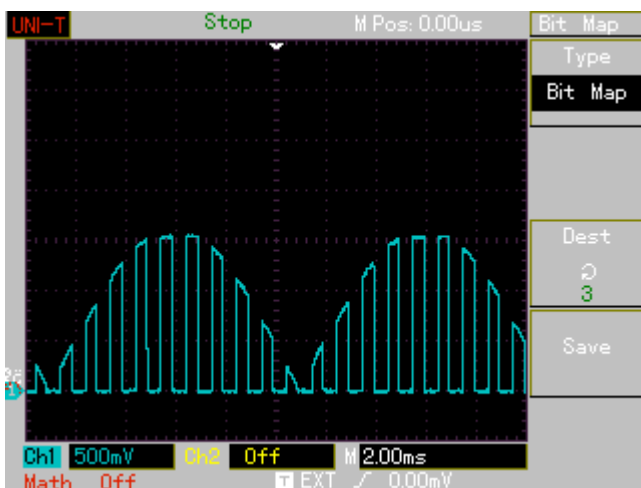 UNI-T Stop M Pos: 0.00us Bit Map
Type
Bit Map
Dest
3
Save
1
Ch1 500mV Ch2 Off M 2.00ms
Math Off T EXT 0.00mV